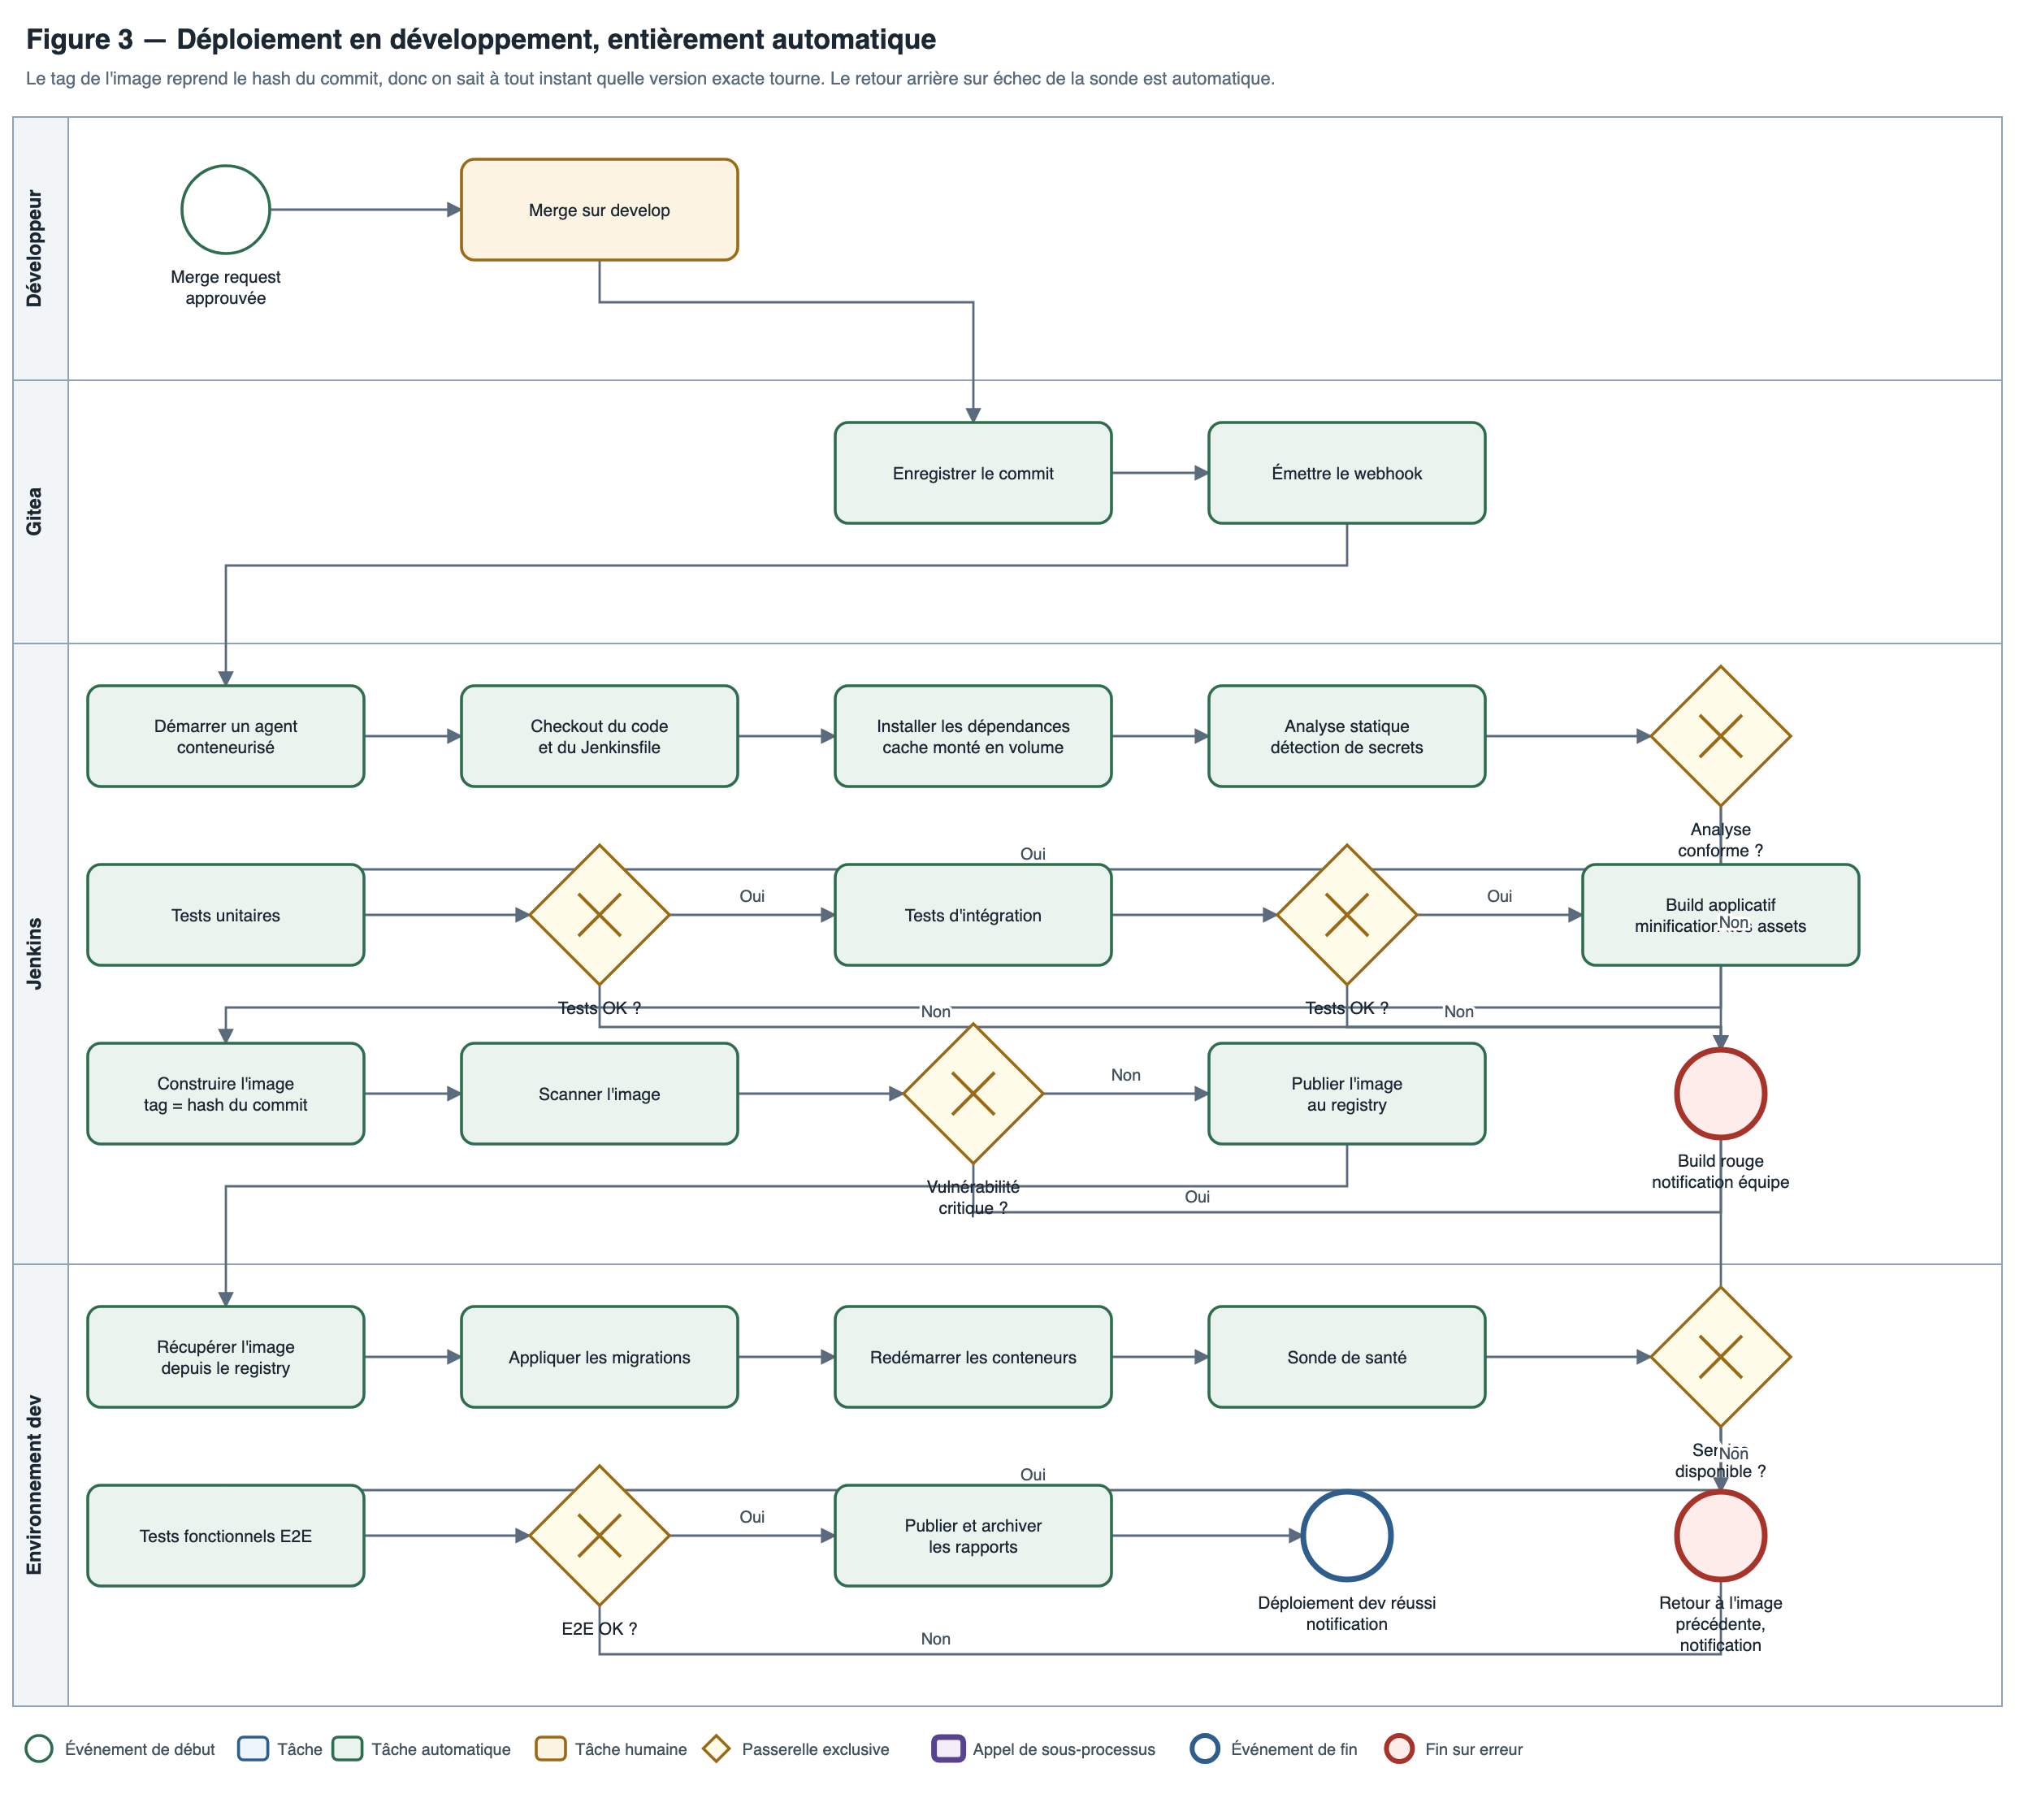 Figure 3 — Déploiement en développement, entièrement automatique
Le tag de l'image reprend le hash du commit, donc on sait à tout instant quelle version exacte tourne. Le retour arrière sur échec de la sonde est automatique.
Développeur
Merge request
approuvée
Merge sur develop
Gitea
Enregistrer le commit
Émettre le webhook
Jenkins
Démarrer un agent
conteneurisé
Checkout du code
et du Jenkinsfile
Installer les dépendances
cache monté en volume
Analyse statique
détection de secrets
Analyse
conforme ?
Oui
Tests unitaires
Tests OK ?
Oui
Tests d'intégration
Tests OK ?
Oui
Build applicatif
minification assets
Non
Non
Non
Construire l'image
tag = hash du commit
Scanner l'image
Vulnérabilité
critique ?
Non
Publier l'image
au registry
Oui
Build rouge
notification équipe
Environnement dev
Récupérer l'image
depuis le registry
Appliquer les migrations
Redémarrer les conteneurs
Sonde de santé
disponible ?
Non
Oui
Tests fonctionnels E2E
E2E OK ?
Oui
Publier et archiver
les rapports
Déploiement dev réussi
notification
Retour à l'image
précédente,
notification
Non
Événement de début
Tâche
Tâche automatique
Tâche humaine
Passerelle exclusive
Appel de sous-processus
Événement de fin
Fin sur erreur